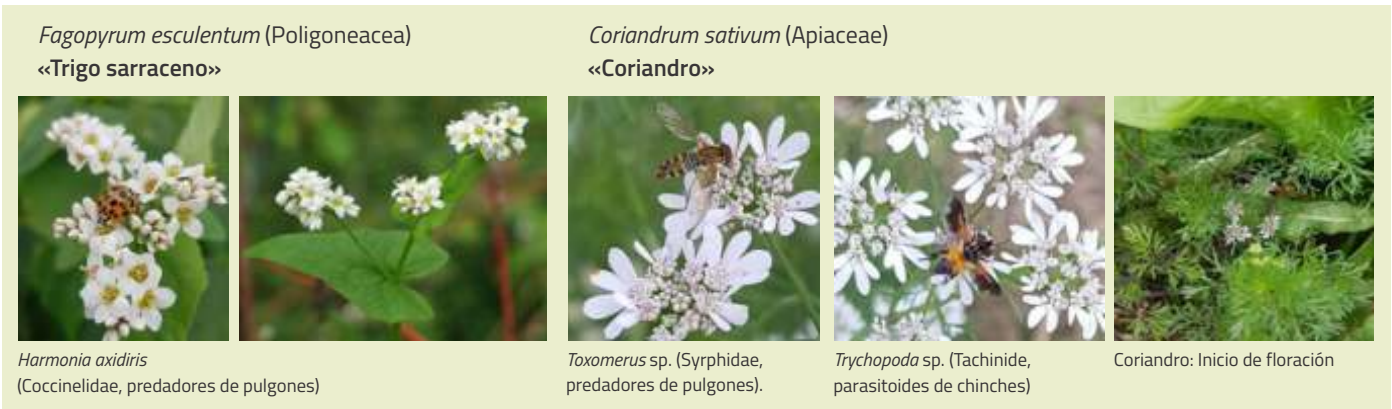 Fagopyrum esculentum (Poligoneacea)
«Trigo sarraceno»
Coriandrum sativum (Apiaceae)
«Coriandro»
Harmonia axidiris
(Coccinelidae, predadores de pulgones)
Toxomerus sp. (Syrphidae,
predadores de pulgones).
Trychopoda sp. (Tachinide,
parasitoides de chinches)
Coriandro: Inicio de floración